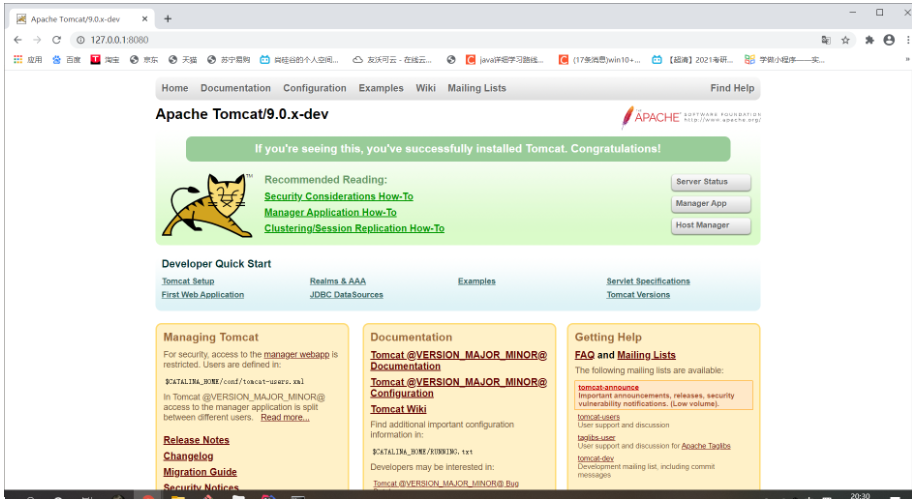 Apache Tomcat/9.0.x-dev
127.0.0.1:8080
应用 百度 淘宝 京东 天猫 苏宁易购 尚硅谷的个人空间... 友沃可云 - 在线云... java详细学习路线... (17条消息)win10+... 【超清】2021考研... 学做小程序——实...
Home Documentation Configuration Examples Wiki Mailing Lists Find Help
Apache Tomcat/9.0.x-dev
APACHE SOFTWARE FOUNDATION
http://www.apache.org/
If you're seeing this, you've successfully installed Tomcat. Congratulations!
TM
Recommended Reading:
Security Considerations How-To
Manager Application How-To
Clustering/Session Replication How-To
Server Status
Manager App
Host Manager
Developer Quick Start
Tomcat Setup
First Web Application
Realms & AAA
JDBC DataSources
Examples
Servlet Specifications
Tomcat Versions
Managing Tomcat
For security, access to the manager webapp is
restricted. Users are defined in:
$CATALINA_HOME/conf/tomcat-users.xml
In Tomcat @VERSION_MAJOR_MINOR@
access to the manager application is split
between different users. Read more...
Release Notes
Changelog
Migration Guide
Security Notices
Documentation
Tomcat @VERSION_MAJOR_MINOR@
Documentation
Tomcat @VERSION_MAJOR_MINOR@
Configuration
Tomcat Wiki
Find additional important configuration
information in:
$CATALINA_HOME/RUNNING.txt
Developers may be interested in:
Tomcat @VERSION_MAJOR_MINOR@ Bug
Getting Help
FAQ and Mailing Lists
The following mailing lists are available:
tomcat-announce
Important announcements, releases, security
vulnerability notifications. (Low volume).
tomcat-users
User support and discussion
taglibs-user
User support and discussion for Apache Taglibs
tomcat-dev
Development mailing list, including commit
messages
20:30